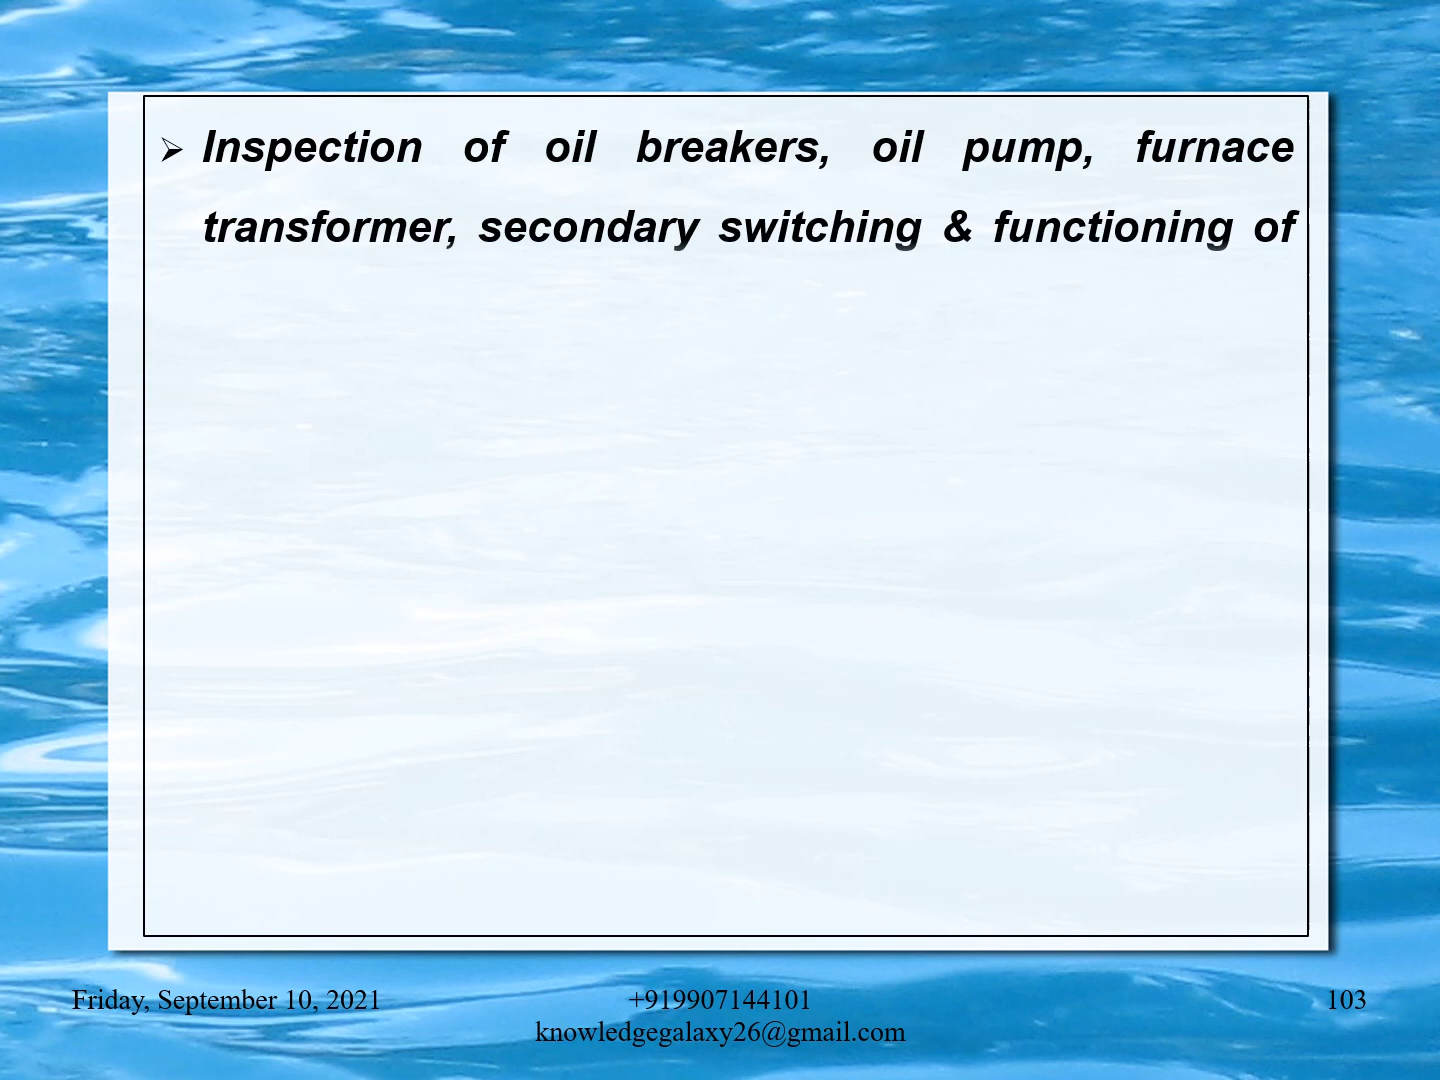 Inspection of oil breakers, oil pump, furnace
transformer, secondary switching & functioning of
Friday, September 10, 2021
+919907144101
knowledgegalaxy26@gmail.com
103